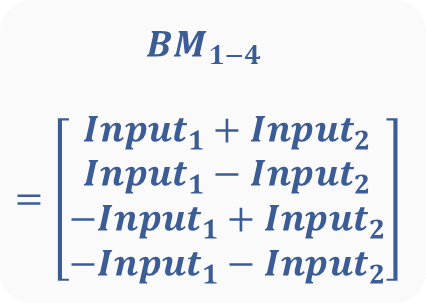 BM₁₋₄
= [ Input₁ + Input₂
Input₁ − Input₂
−Input₁ + Input₂
−Input₁ − Input₂ ]